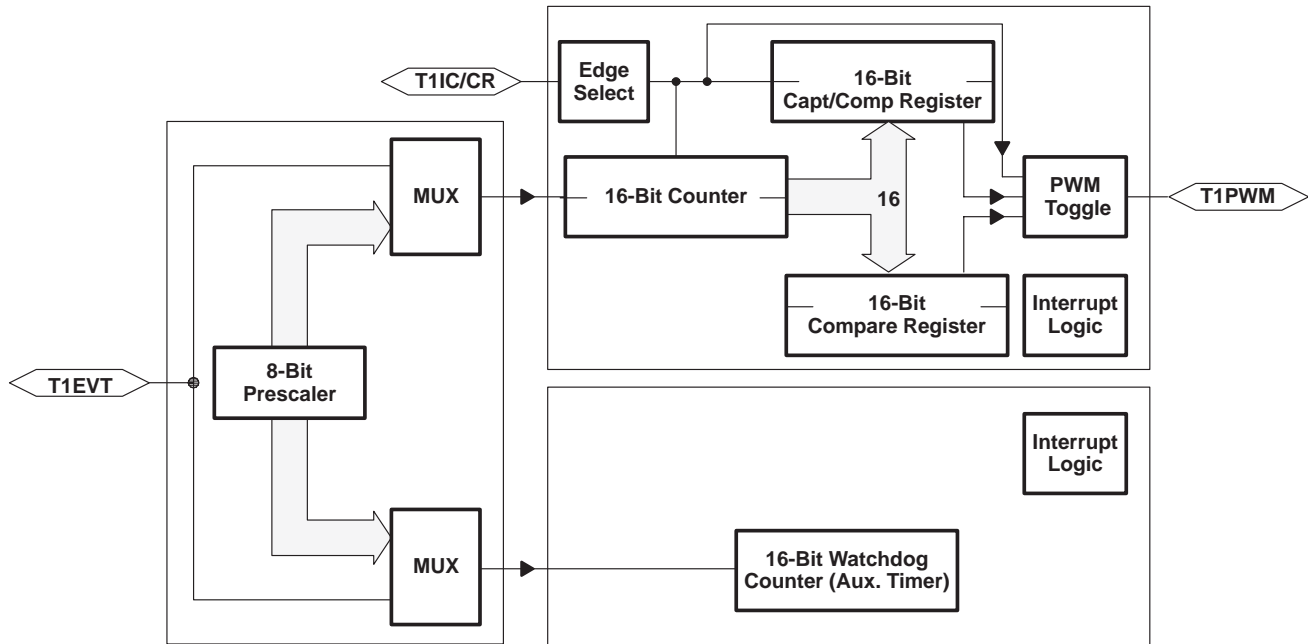 T1IC/CR
Edge
Select
16-Bit
Capt/Comp Register
MUX
16-Bit Counter
16
PWM
Toggle
T1PWM
16-Bit
Compare Register
Interrupt
Logic
T1EVT
8-Bit
Prescaler
Interrupt
Logic
MUX
16-Bit Watchdog
Counter (Aux. Timer)